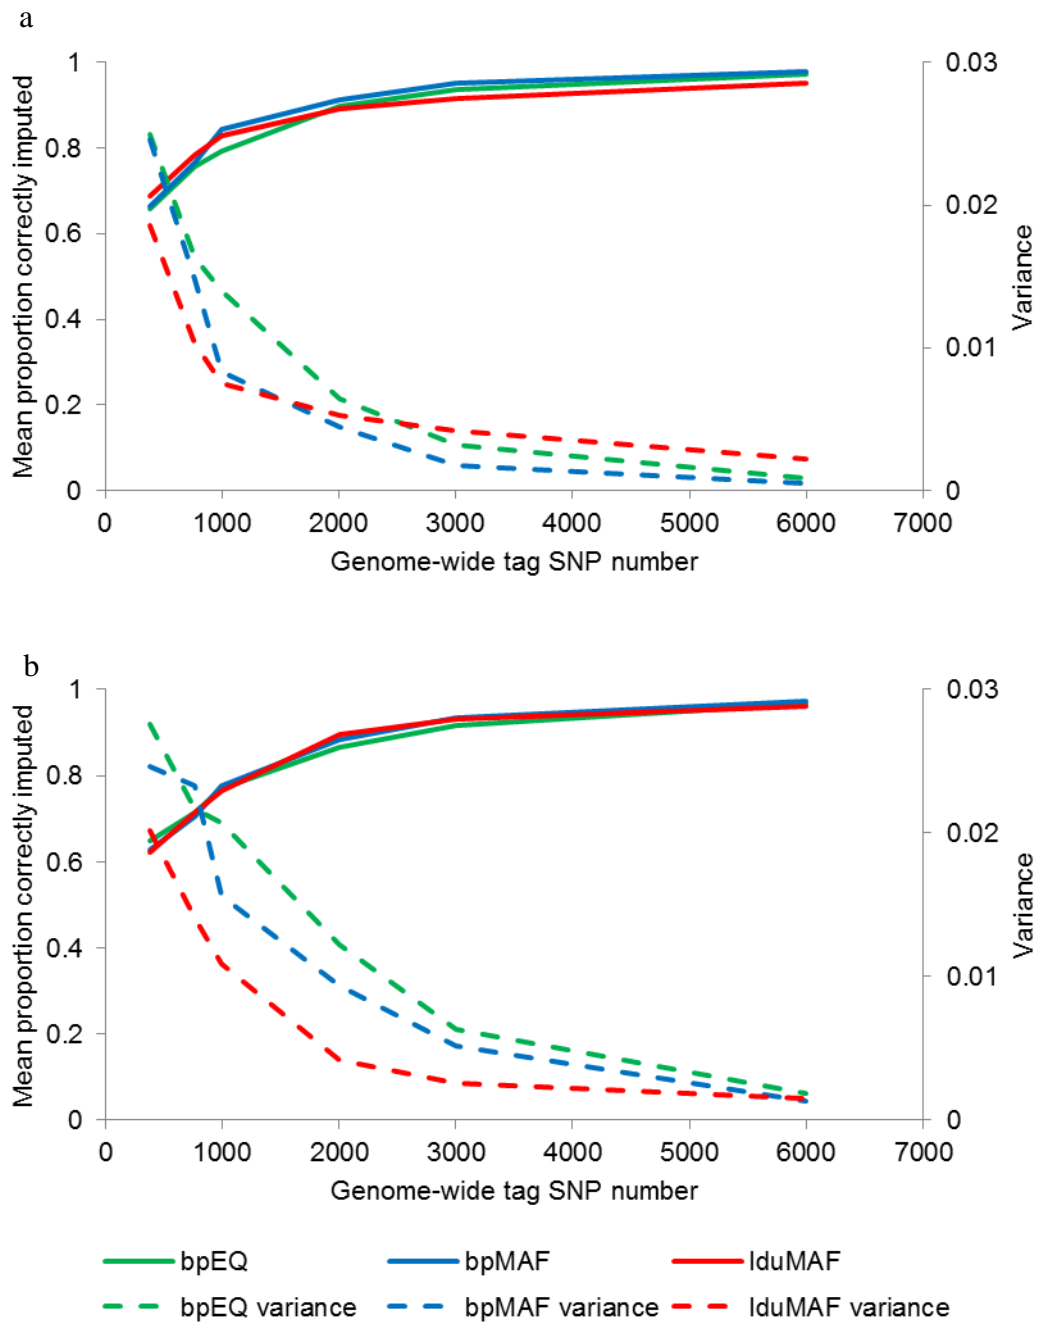 a
Mean proportion correctly imputed
1
0.8
0.6
0.4
0.2
0
0.03
0.02
0.01
0
Variance
0 1000 2000 3000 4000 5000 6000 7000
Genome-wide tag SNP number
b
Mean proportion correctly imputed
1
0.8
0.6
0.4
0.2
0
0.03
0.02
0.01
0
Variance
0 1000 2000 3000 4000 5000 6000 7000
Genome-wide tag SNP number
bpEQ bpMAF lduMAF
bpEQ variance bpMAF variance lduMAF variance